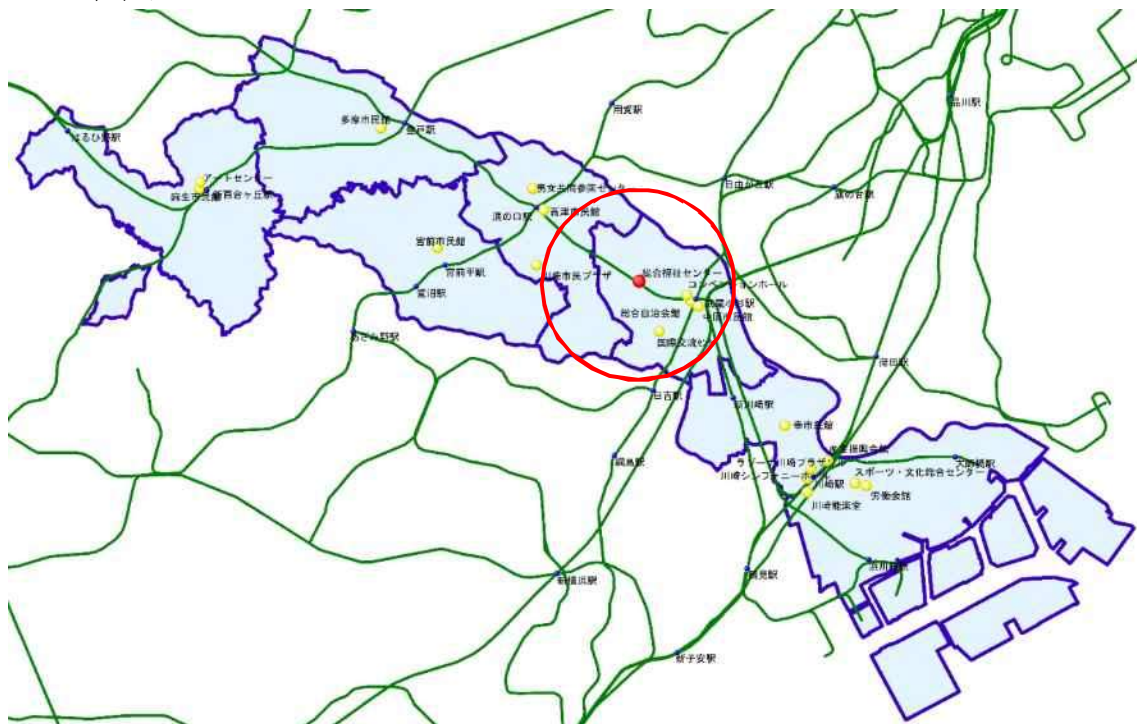 多摩市民館
登戸駅
用賀駅
品川駅
はるひ野駅
アートセンター
新百合ヶ丘駅
麻生市民館
男女共同参画センター
自由が丘駅
旗の台駅
溝の口駅
高津市民館
宮前市民館
宮前平駅
鷺沼駅
川崎市民プラザ
総合福祉センター
コンベンションホール
武蔵小杉駅
中原市民館
総合自治会館
国際交流セン
あざみ野駅
蒲田駅
日吉駅
新川崎駅
幸市民館
綱島駅
産業振興会館
ラゾーナ川崎プラザソル
大師橋駅
川崎シンフォニーホール
スポーツ・文化総合センター
川崎駅
労働会館
川崎能楽堂
新横浜駅
鶴見駅
浜川崎駅
新子安駅